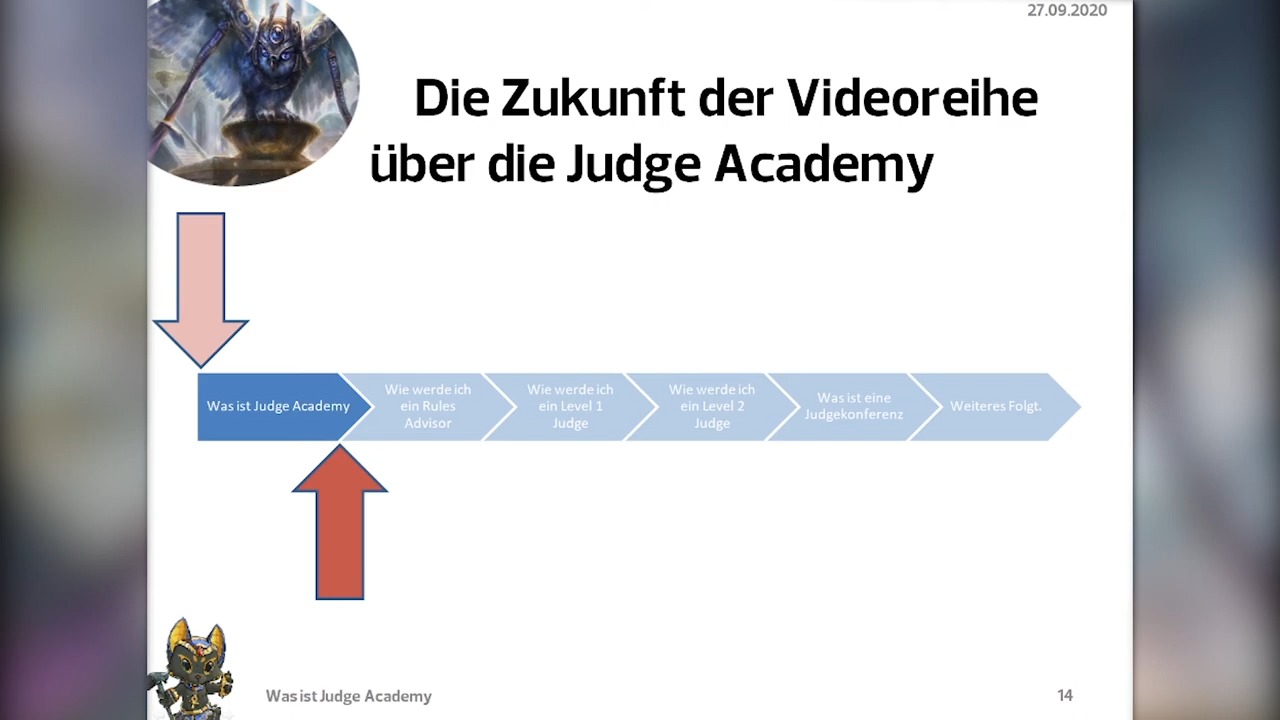 27.09.2020
Die Zukunft der Videoreihe
über die Judge Academy
Was ist Judge Academy
Wie werde ich
ein Rules
Advisor
Wie werde ich
ein Level 1
Judge
Wie werde ich
ein Level 2
Judge
Was ist eine
Judgekonferenz
Weiteres Folgt.
Was ist Judge Academy
14